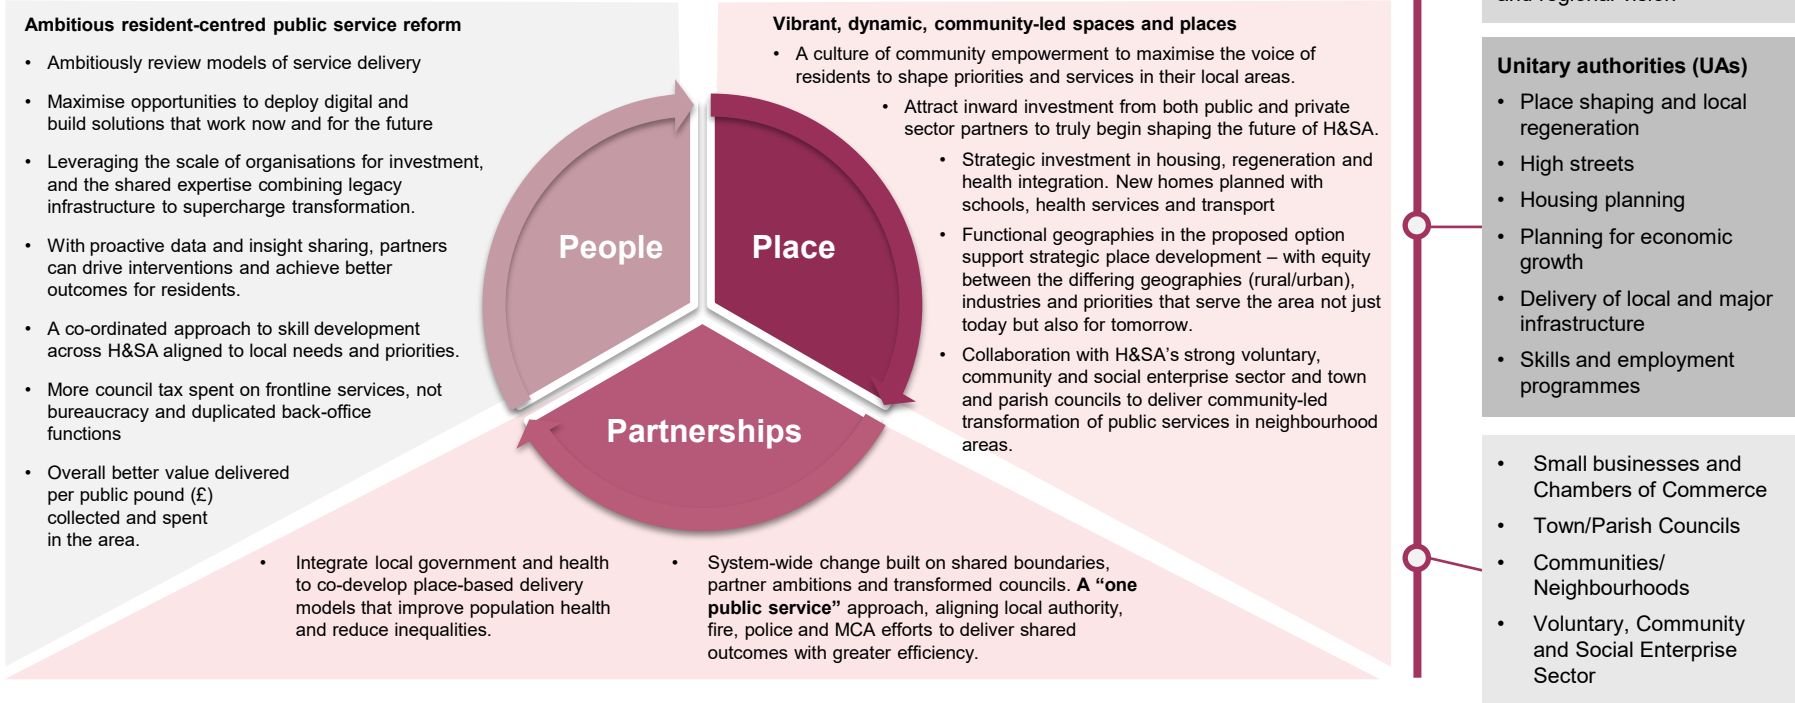 Ambitious resident-centred public service reform
• Ambitiously review models of service delivery
• Maximise opportunities to deploy digital and
build solutions that work now and for the future
• Leveraging the scale of organisations for investment,
and the shared expertise combining legacy
infrastructure to supercharge transformation.
• With proactive data and insight sharing, partners
can drive interventions and achieve better
outcomes for residents.
• A co-ordinated approach to skill development
across H&SA aligned to local needs and priorities.
• More council tax spent on frontline services, not
bureaucracy and duplicated back-office
functions
• Overall better value delivered
per public pound (£)
collected and spent
in the area.
People
Place
Partnerships
Vibrant, dynamic, community-led spaces and places
• A culture of community empowerment to maximise the voice of
residents to shape priorities and services in their local areas.
• Attract inward investment from both public and private
sector partners to truly begin shaping the future of H&SA.
• Strategic investment in housing, regeneration and
health integration. New homes planned with
schools, health services and transport
• Functional geographies in the proposed option
support strategic place development – with equity
between the differing geographies (rural/urban),
industries and priorities that serve the area not just
today but also for tomorrow.
• Collaboration with H&SA’s strong voluntary,
community and social enterprise sector and town
and parish councils to deliver community-led
transformation of public services in neighbourhood
areas.
• Integrate local government and health
to co-develop place-based delivery
models that improve population health
and reduce inequalities.
• System-wide change built on shared boundaries,
partner ambitions and transformed councils. A “one
public service” approach, aligning local authority,
fire, police and MCA efforts to deliver shared
outcomes with greater efficiency.
and regional vision
Unitary authorities (UAs)
• Place shaping and local
regeneration
• High streets
• Housing planning
• Planning for economic
growth
• Delivery of local and major
infrastructure
• Skills and employment
programmes
• Small businesses and
Chambers of Commerce
• Town/Parish Councils
• Communities/
Neighbourhoods
• Voluntary, Community
and Social Enterprise
Sector